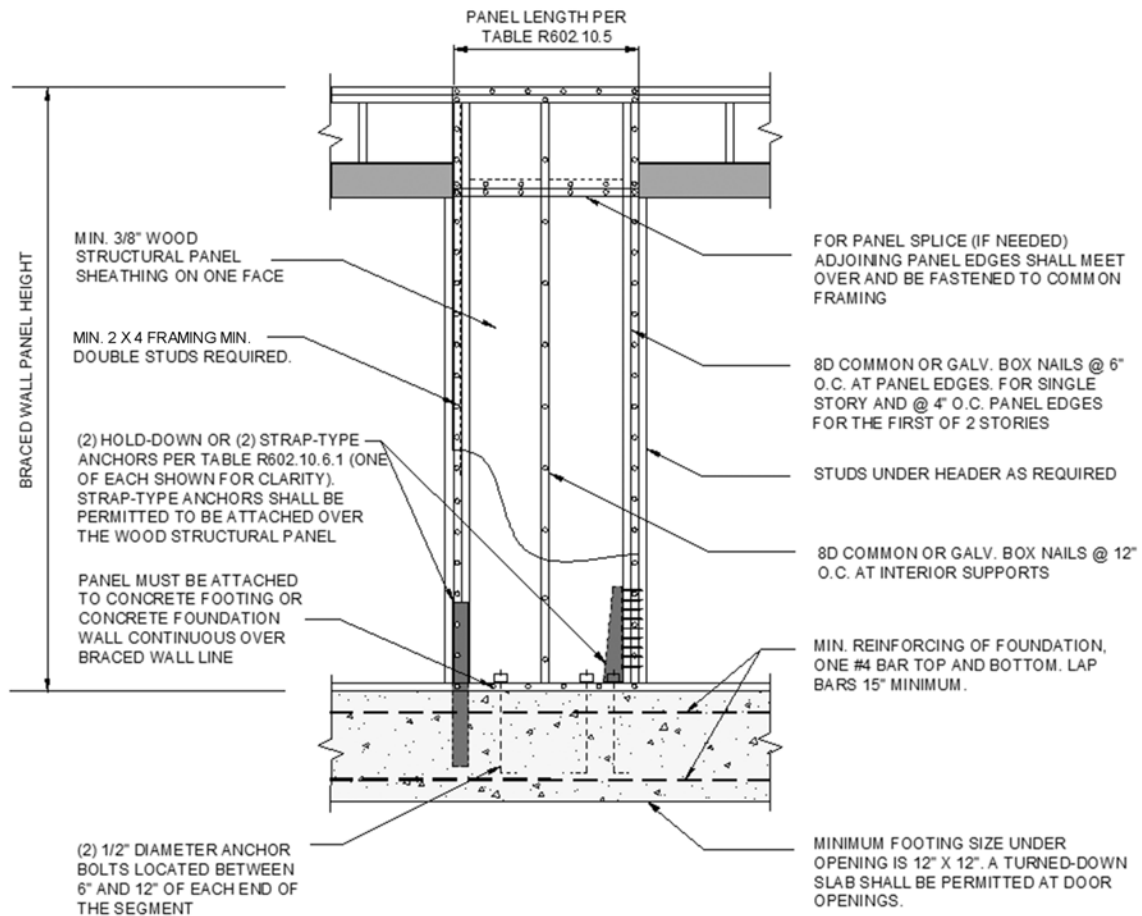 PANEL LENGTH PER
TABLE R602.10.5
BRACED WALL PANEL HEIGHT
MIN. 3/8" WOOD
STRUCTURAL PANEL
SHEATHING ON ONE FACE
MIN. 2 X 4 FRAMING MIN.
DOUBLE STUDS REQUIRED.
(2) HOLD-DOWN OR (2) STRAP-TYPE
ANCHORS PER TABLE R602.10.6.1 (ONE
OF EACH SHOWN FOR CLARITY).
STRAP-TYPE ANCHORS SHALL BE
PERMITTED TO BE ATTACHED OVER
THE WOOD STRUCTURAL PANEL
PANEL MUST BE ATTACHED
TO CONCRETE FOOTING OR
CONCRETE FOUNDATION
WALL CONTINUOUS OVER
BRACED WALL LINE
(2) 1/2" DIAMETER ANCHOR
BOLTS LOCATED BETWEEN
6" AND 12" OF EACH END OF
THE SEGMENT
FOR PANEL SPLICE (IF NEEDED)
ADJOINING PANEL EDGES SHALL MEET
OVER AND BE FASTENED TO COMMON
FRAMING
8D COMMON OR GALV. BOX NAILS @ 6"
O.C. AT PANEL EDGES. FOR SINGLE
STORY AND @ 4" O.C. PANEL EDGES
FOR THE FIRST OF 2 STORIES
STUDS UNDER HEADER AS REQUIRED
8D COMMON OR GALV. BOX NAILS @ 12"
O.C. AT INTERIOR SUPPORTS
MIN. REINFORCING OF FOUNDATION,
ONE #4 BAR TOP AND BOTTOM. LAP
BARS 15" MINIMUM.
MINIMUM FOOTING SIZE UNDER
OPENING IS 12" X 12". A TURNED-DOWN
SLAB SHALL BE PERMITTED AT DOOR
OPENINGS.